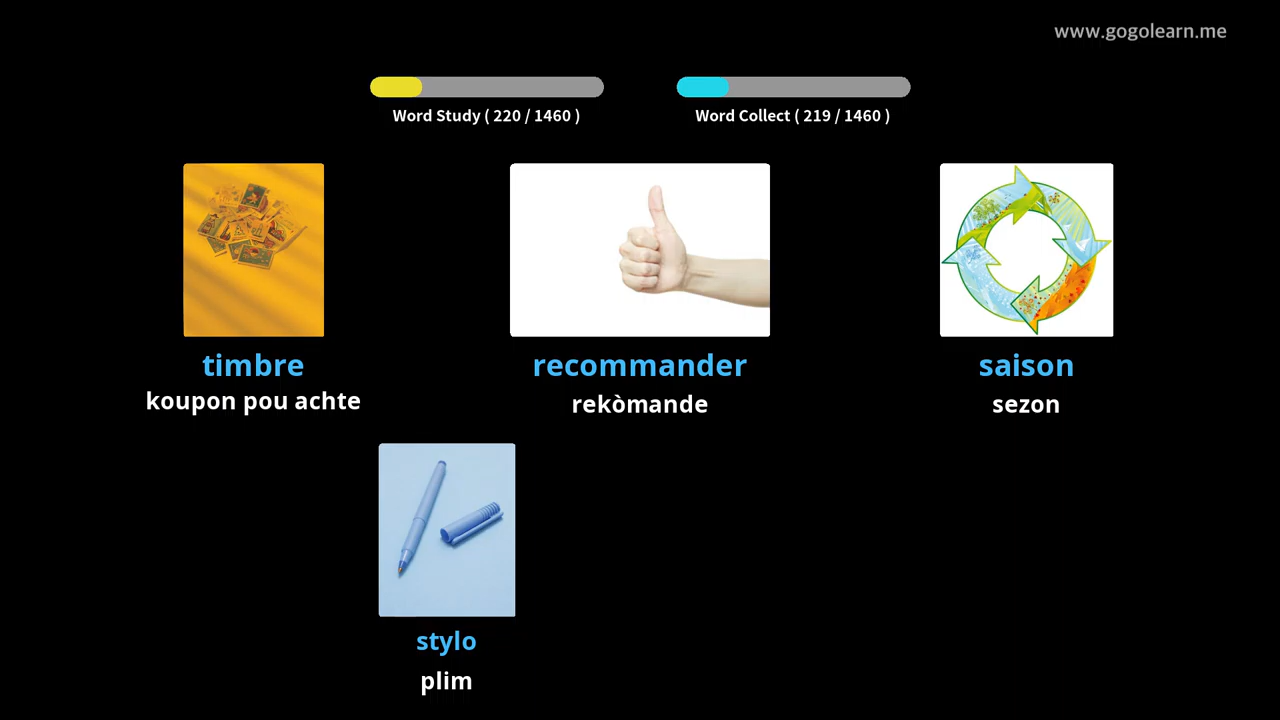 www.gogolearn.me
Word Study ( 220 / 1460 )
Word Collect ( 219 / 1460 )
timbre
koupon pou achte
recommander
rekòmande
saison
sezon
stylo
plim